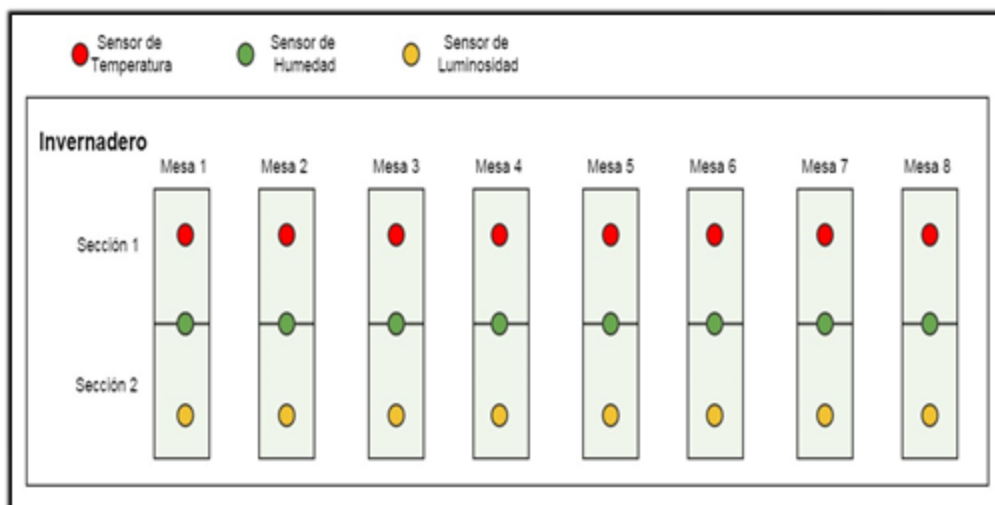 Sensor de
Temperatura
Sensor de
Humedad
Sensor de
Luminosidad
Invernadero
Mesa 1
Mesa 2
Mesa 3
Mesa 4
Mesa 5
Mesa 6
Mesa 7
Mesa 8
Sección 1
Sección 2